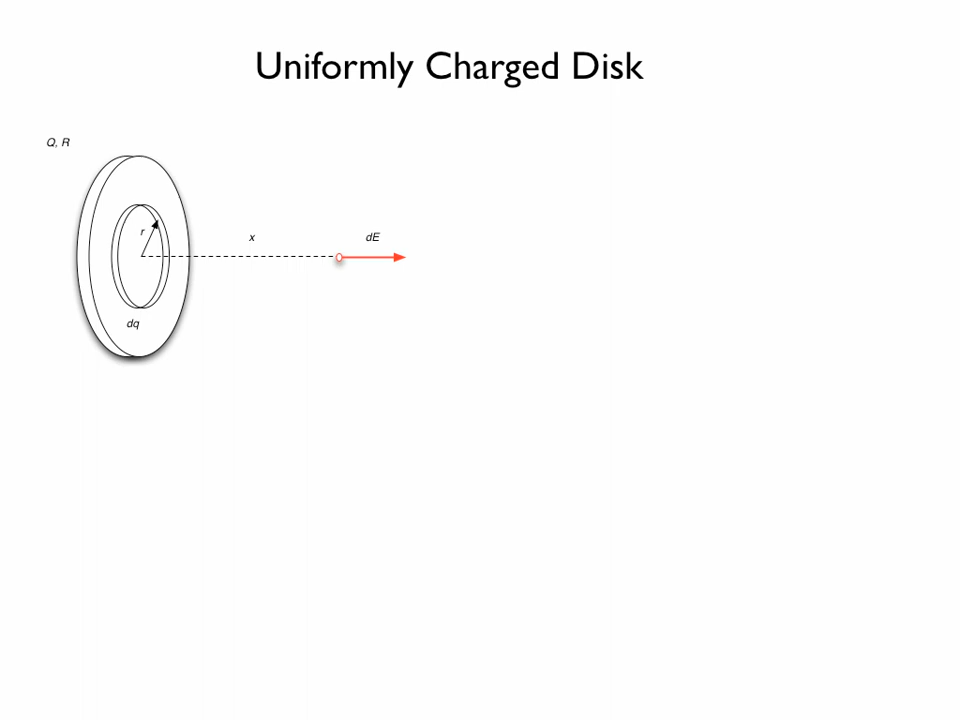 Uniformly Charged Disk
Q, R
r
x
dE
dq